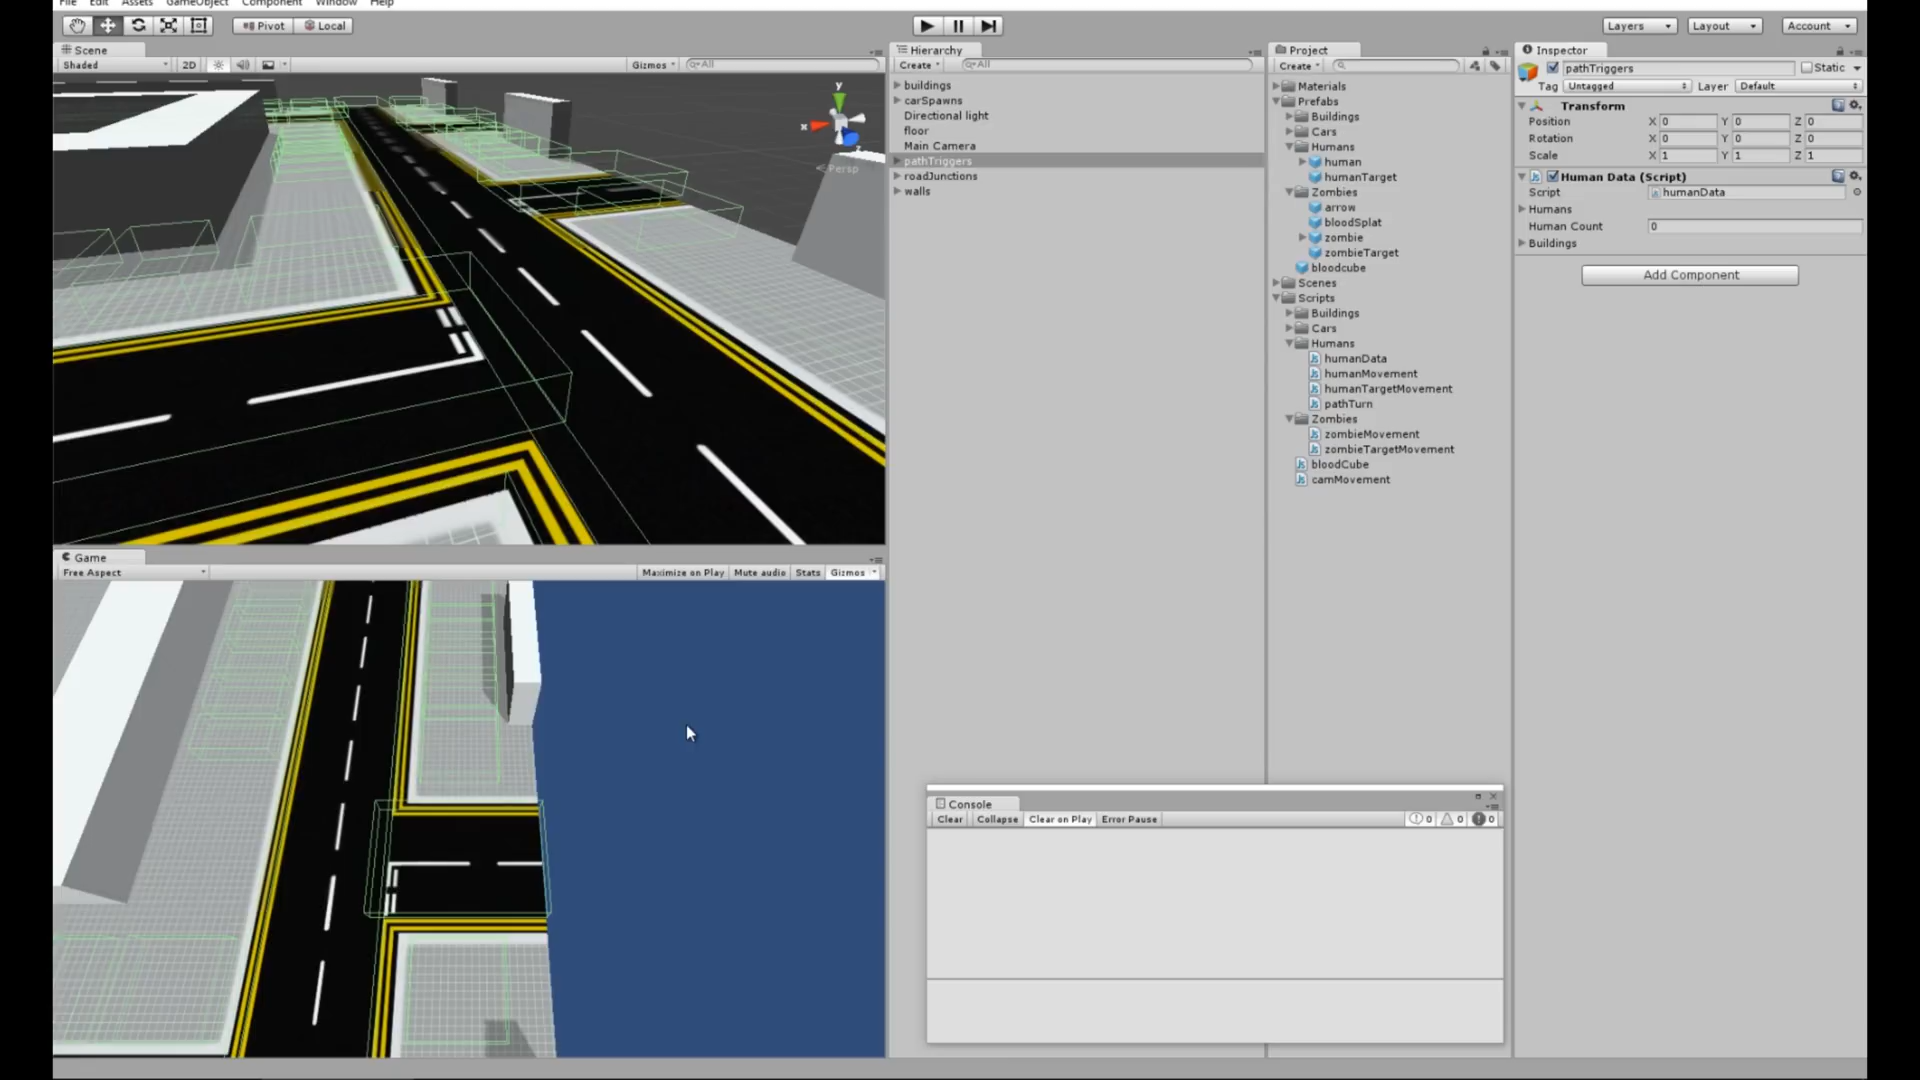 File Edit Assets GameObject Component Window Help
Pivot Local Layers Layout Account
Scene
Shaded 2D Gizmos All
y
x
z
Persp
Game
Free Aspect Maximize on Play Mute audio Stats Gizmos
Hierarchy
Create All
buildings
carSpawns
Directional light
floor
Main Camera
pathTriggers
roadJunctions
walls
Project
Create
Materials
Prefabs
Buildings
Cars
Humans
human
humanTarget
Zombies
arrow
bloodSplat
zombie
zombieTarget
bloodcube
Scenes
Scripts
Buildings
Cars
Humans
humanData
humanMovement
humanTargetMovement
pathTurn
Zombies
zombieMovement
zombieTargetMovement
bloodCube
camMovement
Console
Clear Collapse Clear on Play Error Pause 0 0 0
Inspector
pathTriggers Static
Tag Untagged Layer Default
Transform
Position X 0 Y 0 Z 0
Rotation X 0 Y 0 Z 0
Scale X 1 Y 1 Z 1
Human Data (Script)
Script humanData
Humans
Human Count 0
Buildings
Add Component